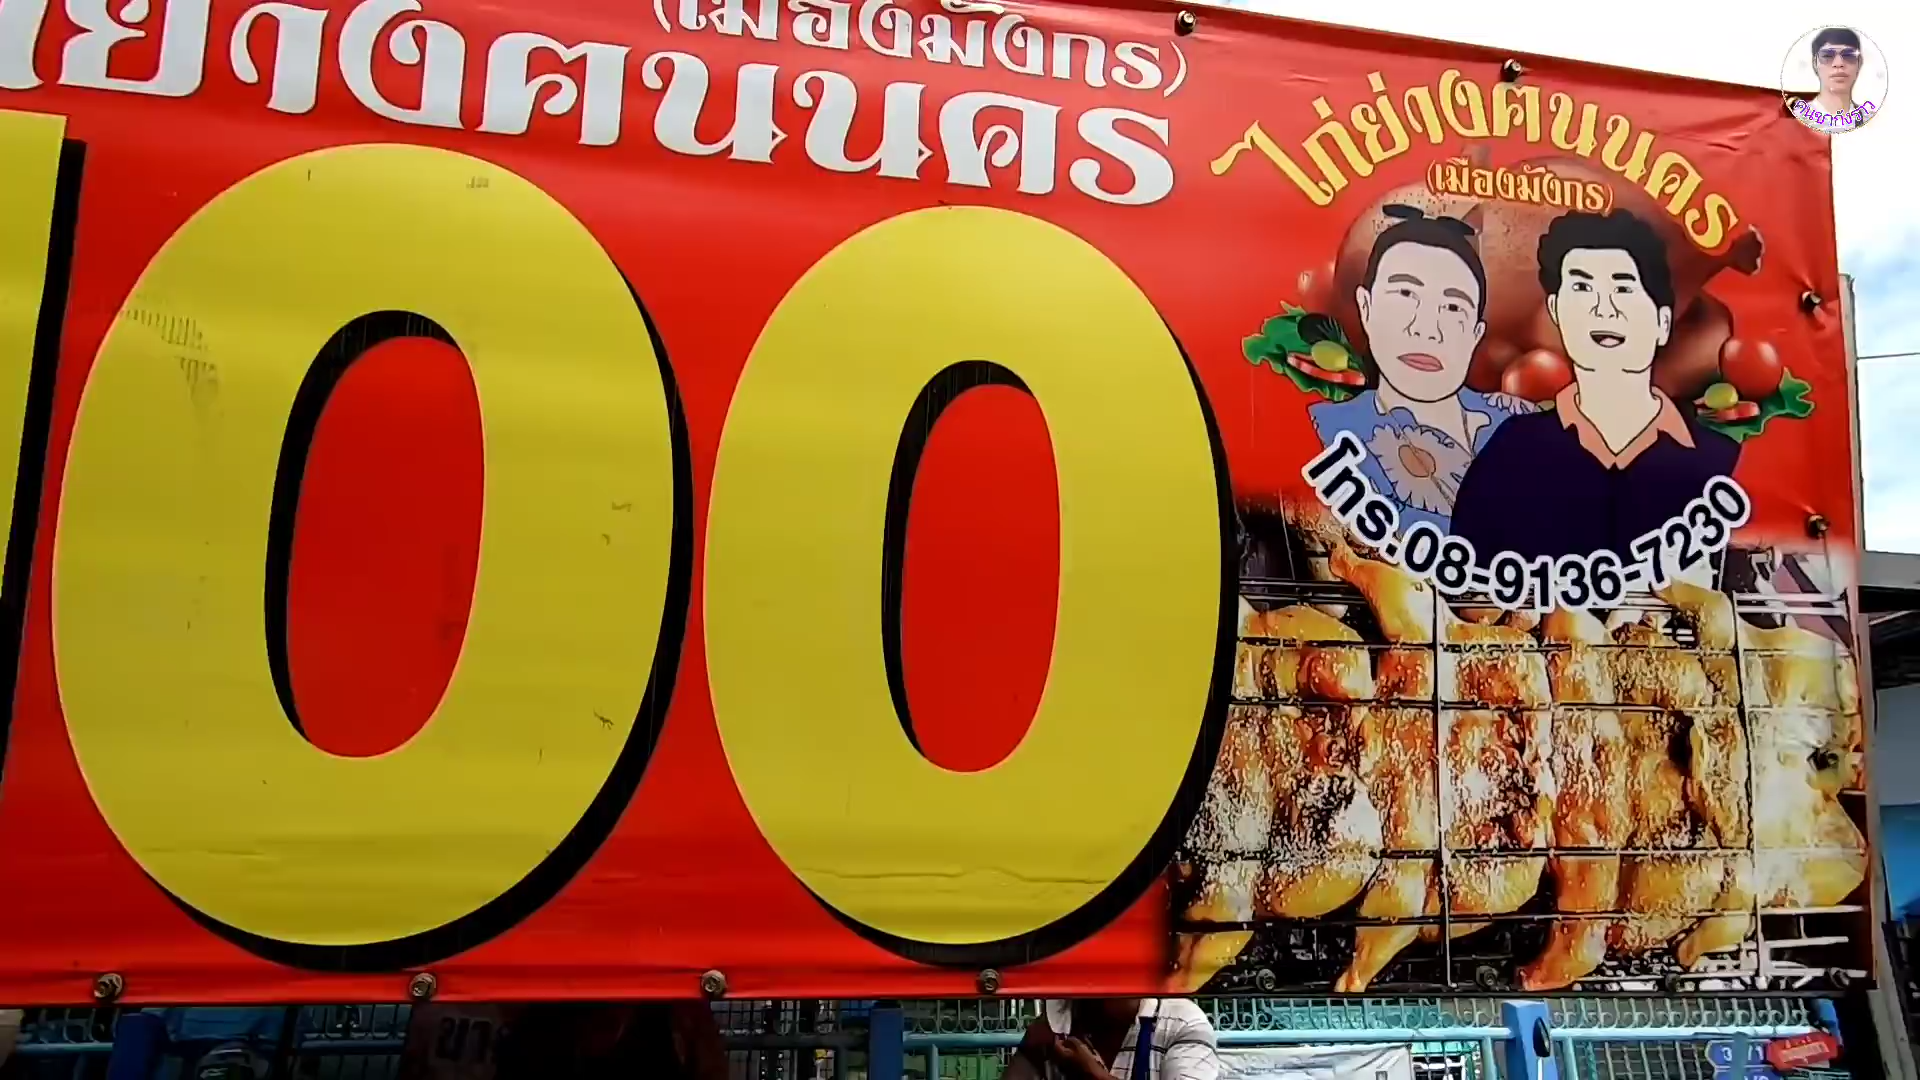 (เมืองมังกร)
ย่างฅนนคร
00
ไก่ย่างฅนนคร
(เมืองมังกร)
โทร.08-9136-7230